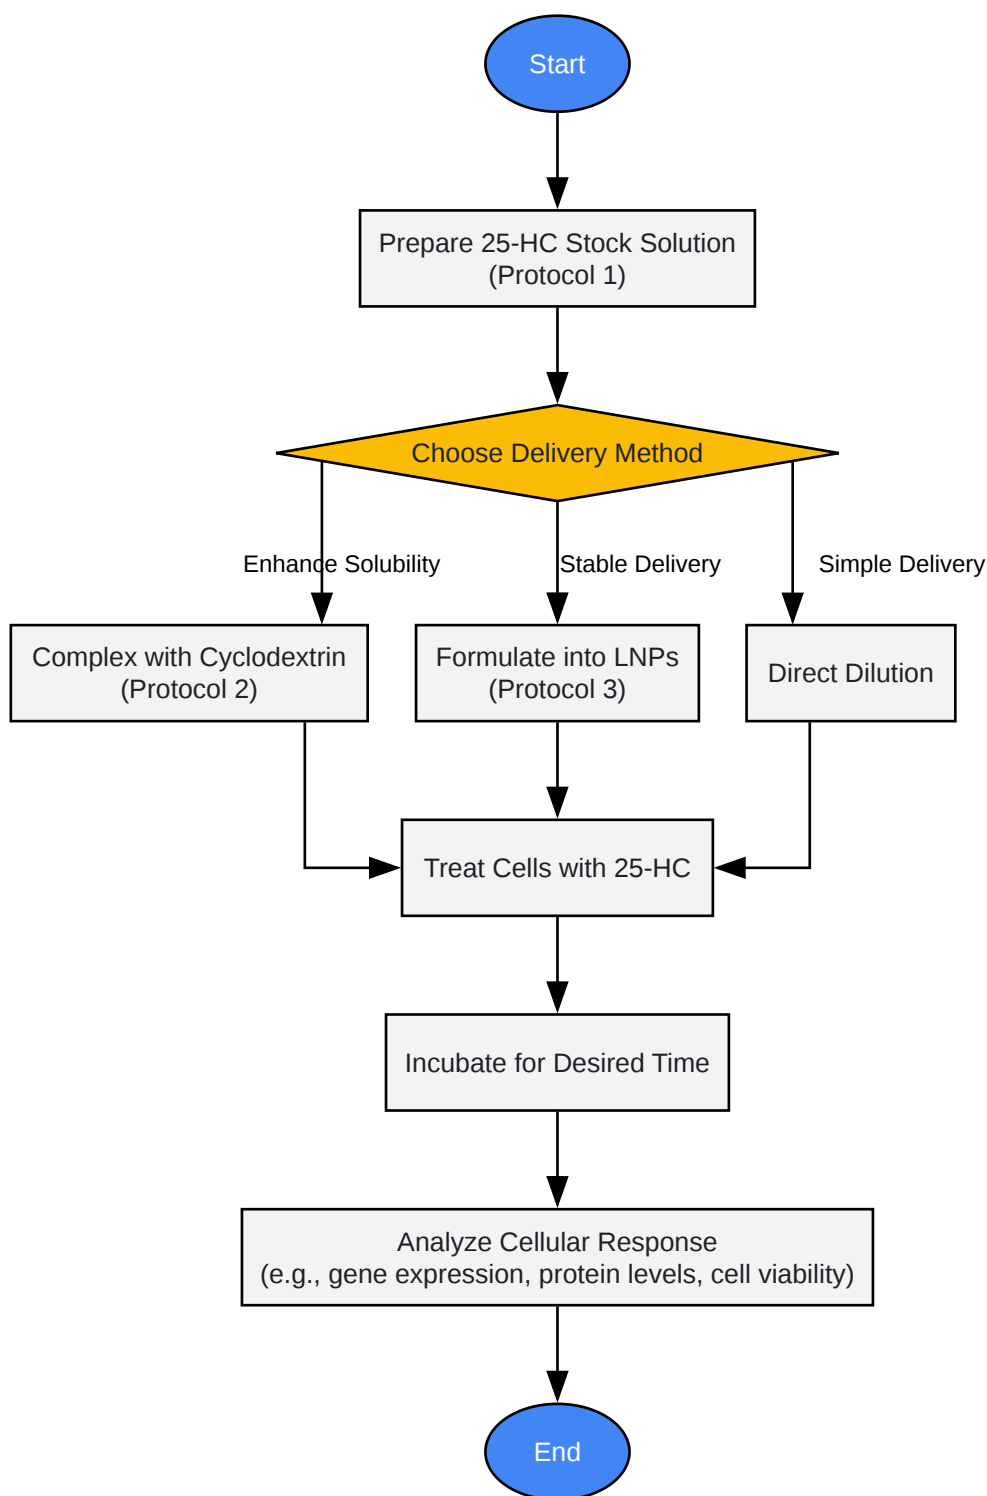 Start
Prepare 25-HC Stock Solution
(Protocol 1)
Choose Delivery Method
Enhance Solubility
Stable Delivery
Simple Delivery
Complex with Cyclodextrin
(Protocol 2)
Formulate into LNPs
(Protocol 3)
Direct Dilution
Treat Cells with 25-HC
Incubate for Desired Time
Analyze Cellular Response
(e.g., gene expression, protein levels, cell viability)
End